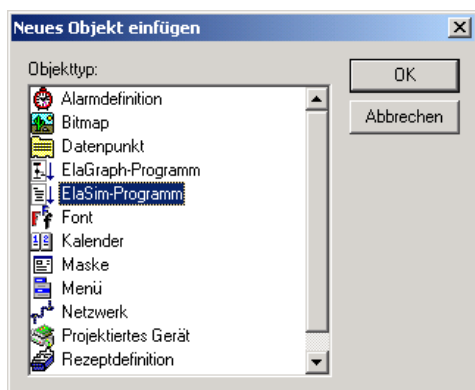 Neues Objekt einfügen
Objekttyp:
OK
Abbrechen
Alarmdefinition
Bitmap
Datenpunkt
ElaGraph-Programm
ElaSim-Programm
Font
Kalender
Maske
Menü
Netzwerk
Projektiertes Gerät
Rezeptdefinition